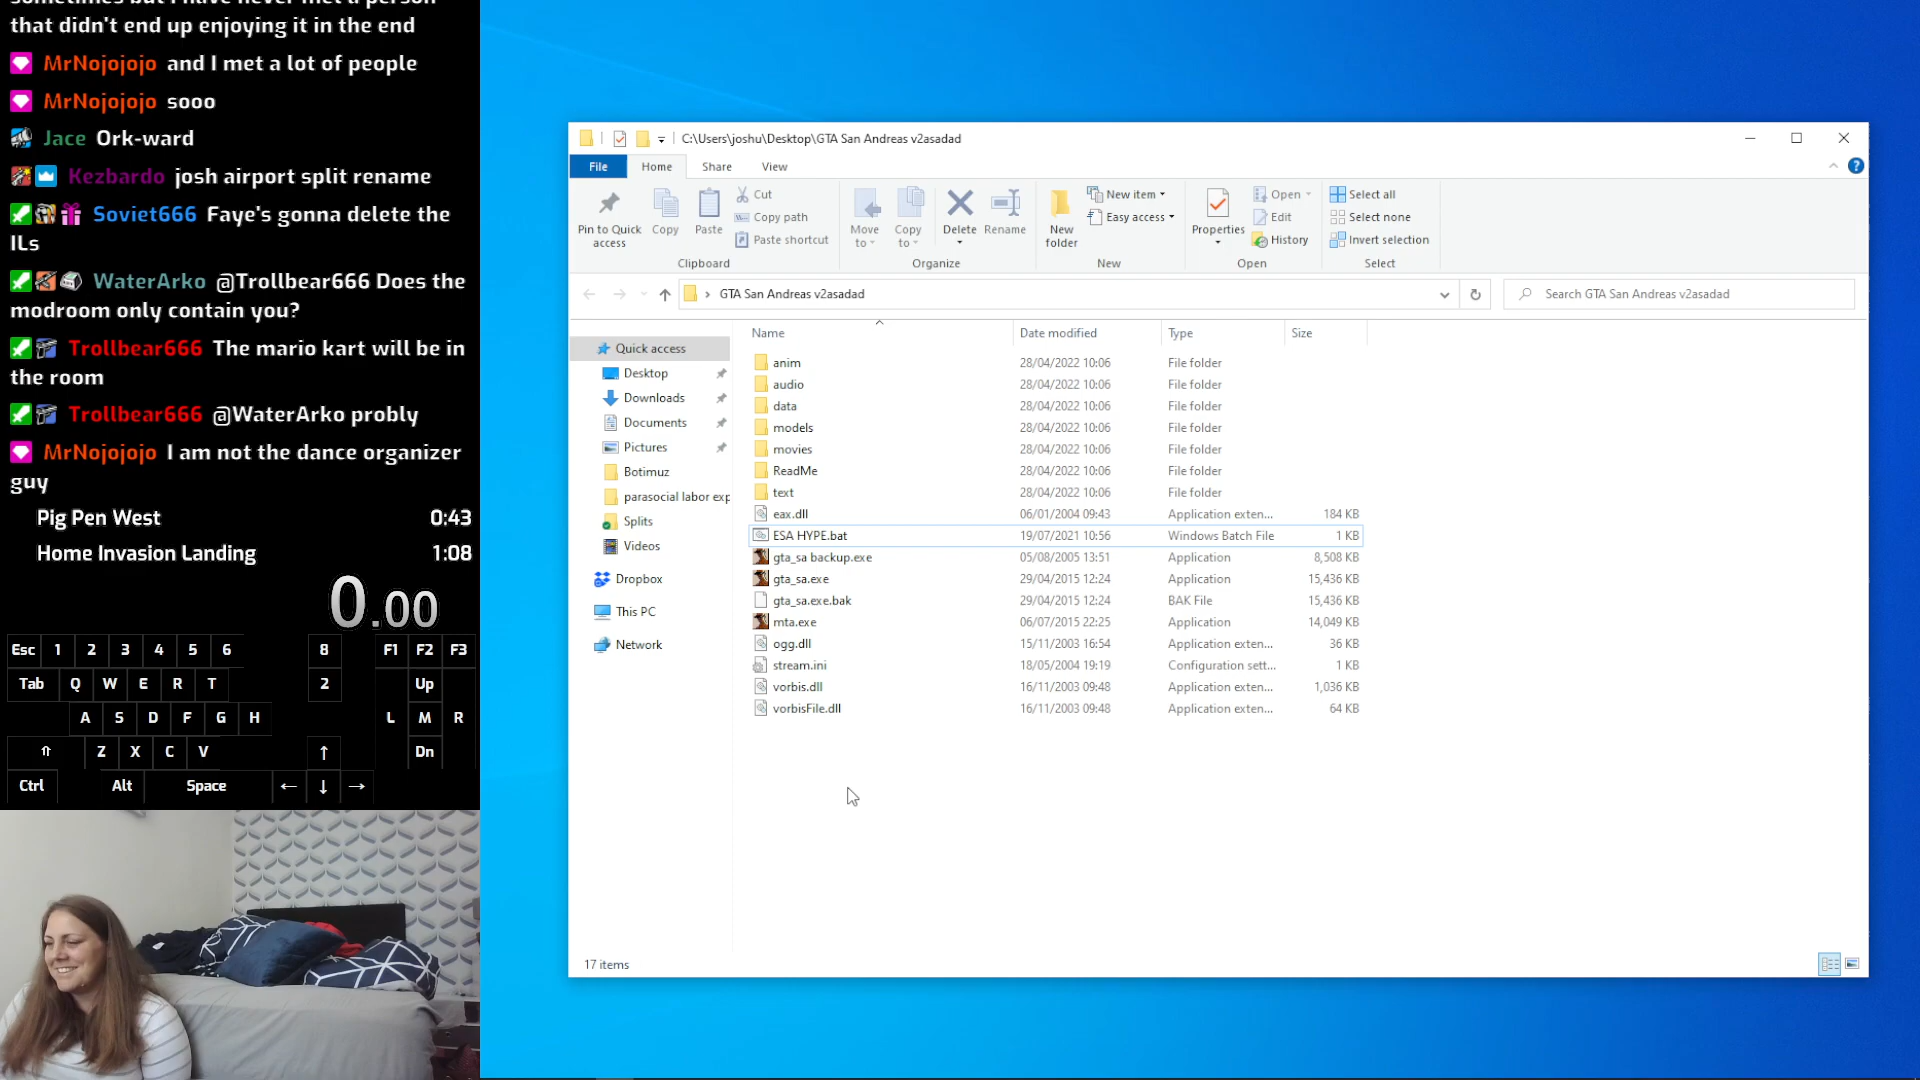 that didn't end up enjoying it in the end
MrNojojojo and I met a lot of people
MrNojojojo sooo
Jace Ork-ward
Kezbardo josh airport split rename
Soviet666 Faye's gonna delete the
ILs
WaterArko @Trollbear666 Does the
modroom only contain you?
Trollbear666 The mario kart will be in
the room
Trollbear666 @WaterArko probly
MrNojojojo I am not the dance organizer
guy
Pig Pen West 0:43
Home Invasion Landing 1:08
0.00
Esc 1 2 3 4 5 6 8 F1 F2 F3
Tab Q W E R T 2 Up
A S D F G H L M R
⇧ Z X C V ↑ Dn
Ctrl Alt Space ← ↓ →
C:\Users\joshu\Desktop\GTA San Andreas v2asadad
File Home Share View
Pin to Quick access
Copy
Paste
Cut
Copy path
Paste shortcut
Clipboard
Move to
Copy to
Delete
Rename
Organize
New folder
New item
Easy access
New
Properties
Open
Edit
History
Open
Select all
Select none
Invert selection
Select
GTA San Andreas v2asadad
Search GTA San Andreas v2asadad
Quick access
Desktop
Downloads
Documents
Pictures
Botimuz
parasocial labor exp
Splits
Videos
Dropbox
This PC
Network
Name Date modified Type Size
anim 28/04/2022 10:06 File folder
audio 28/04/2022 10:06 File folder
data 28/04/2022 10:06 File folder
models 28/04/2022 10:06 File folder
movies 28/04/2022 10:06 File folder
ReadMe 28/04/2022 10:06 File folder
text 28/04/2022 10:06 File folder
eax.dll 06/01/2004 09:43 Application exten... 184 KB
ESA HYPE.bat 19/07/2021 10:56 Windows Batch File 1 KB
gta_sa backup.exe 05/08/2005 13:51 Application 8,508 KB
gta_sa.exe 29/04/2015 12:24 Application 15,436 KB
gta_sa.exe.bak 29/04/2015 12:24 BAK File 15,436 KB
mta.exe 06/07/2015 22:25 Application 14,049 KB
ogg.dll 15/11/2003 16:54 Application exten... 36 KB
stream.ini 18/05/2004 19:19 Configuration sett... 1 KB
vorbis.dll 16/11/2003 09:48 Application exten... 1,036 KB
vorbisFile.dll 16/11/2003 09:48 Application exten... 64 KB
17 items